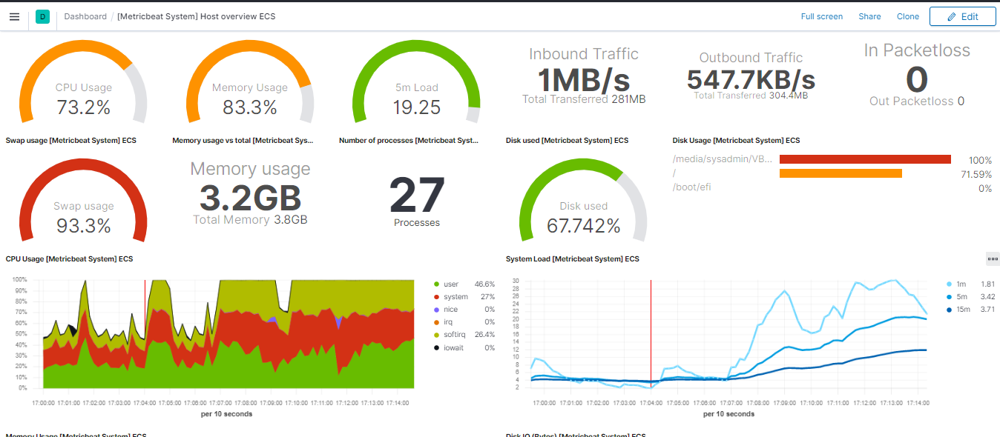 D Dashboard / [Metricbeat System] Host overview ECS Full screen Share Clone Edit
CPU Usage
73.2%
Memory Usage
83.3%
5m Load
19.25
Inbound Traffic
1MB/s
Total Transferred 281MB
Outbound Traffic
547.7KB/s
Total Transferred 304.4MB
In Packetloss
0
Out Packetloss 0
Swap usage [Metricbeat System] ECS
Memory usage vs total [Metricbeat Sys...
Number of processes [Metricbeat Syst...
Disk used [Metricbeat System] ECS
Disk Usage [Metricbeat System] ECS
Swap usage
93.3%
Memory usage
3.2GB
Total Memory 3.8GB
27
Processes
Disk used
67.742%
/media/sysadmin/VB... 100%
/ 71.59%
/boot/efi 0%
CPU Usage [Metricbeat System] ECS
100%
90%
80%
70%
60%
50%
40%
30%
20%
10%
0%
17:00:00 17:01:00 17:02:00 17:03:00 17:04:00 17:05:00 17:06:00 17:07:00 17:08:00 17:09:00 17:10:00 17:11:00 17:12:00 17:13:00 17:14:00
per 10 seconds
user 46.6%
system 27%
nice 0%
irq 0%
softirq 26.4%
iowait 0%
System Load [Metricbeat System] ECS
30
28
26
24
22
20
18
16
14
12
10
8
6
4
2
17:00:00 17:01:00 17:02:00 17:03:00 17:04:00 17:05:00 17:06:00 17:07:00 17:08:00 17:09:00 17:10:00 17:11:00 17:12:00 17:13:00 17:14:00
per 10 seconds
1m 1.81
5m 3.42
15m 3.71
Memory Usage [Metricbeat System] ECS
Disk IO (Bytes) [Metricbeat System] ECS